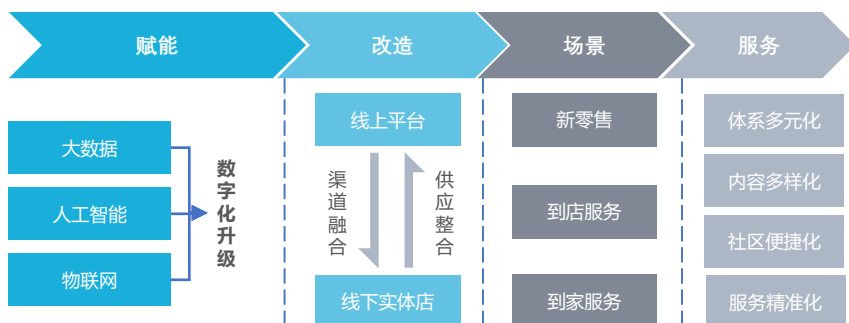 赋能
改造
场景
服务
大数据
人工智能
物联网
数字化升级
线上平台
渠道融合
供应整合
线下实体店
新零售
到店服务
到家服务
体系多元化
内容多样化
社区便捷化
服务精准化